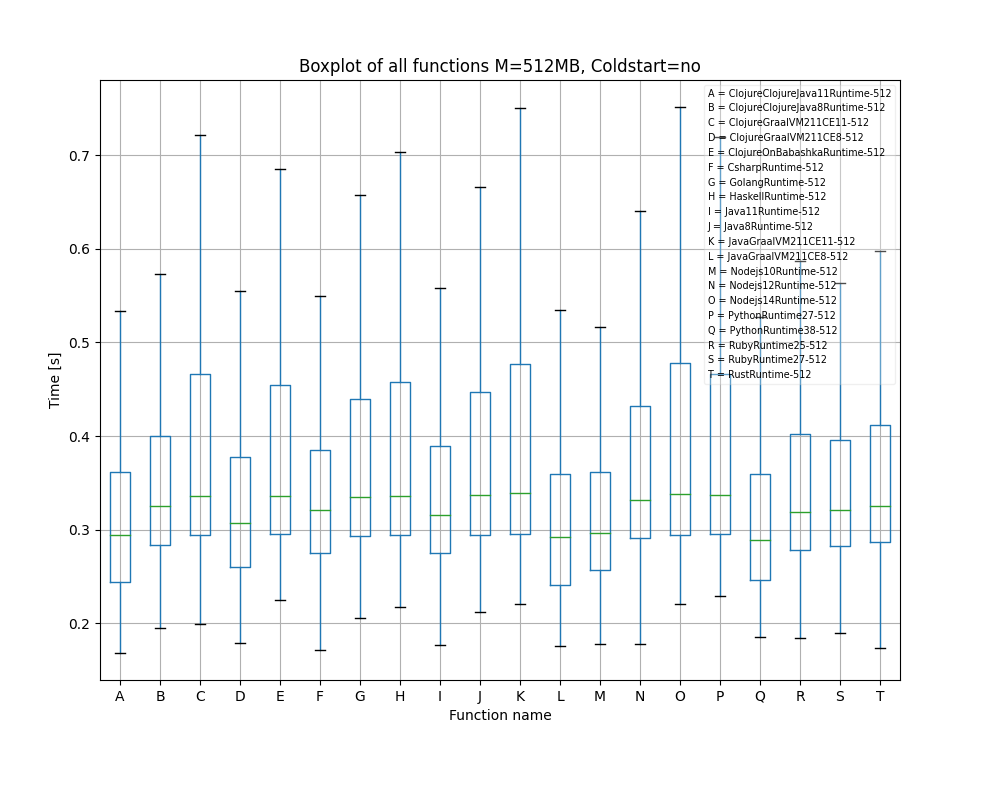 Boxplot of all functions M=512MB, Coldstart=no
A = ClojureClojureJava11Runtime-512
B = ClojureClojureJava8Runtime-512
C = ClojureGraalVM211CE11-512
D = ClojureGraalVM211CE8-512
E = ClojureOnBabashkaRuntime-512
F = CsharpRuntime-512
G = GolangRuntime-512
H = HaskellRuntime-512
I = Java11Runtime-512
J = Java8Runtime-512
K = JavaGraalVM211CE11-512
L = JavaGraalVM211CE8-512
M = Nodejs10Runtime-512
N = Nodejs12Runtime-512
O = Nodejs14Runtime-512
P = PythonRuntime27-512
Q = PythonRuntime38-512
R = RubyRuntime25-512
S = RubyRuntime27-512
T = RustRuntime-512
0.7
0.6
0.5
0.4
0.3
0.2
Time [s]
A B C D E F G H I J K L M N O P Q R S T
Function name